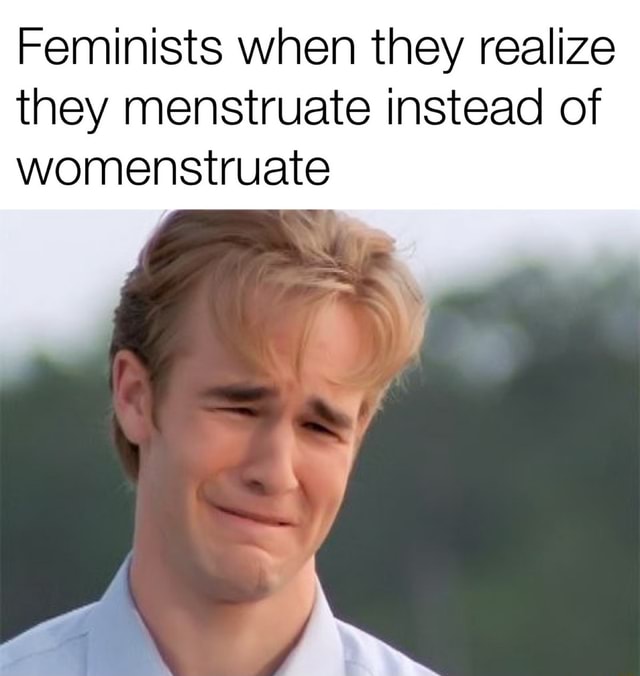 Feminists when they realize
they menstruate instead of
womenstruate